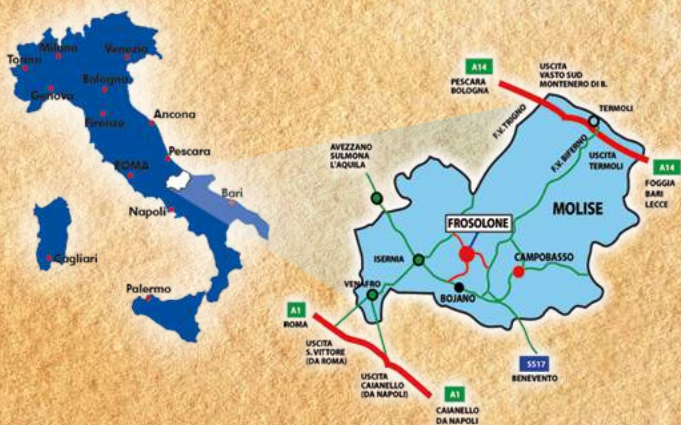 Milano
Venezia
Torino
Bologna
Genova
Firenze
Ancona
Pescara
ROMA
Bari
Napoli
Cagliari
Palermo
A14
PESCARA
BOLOGNA
USCITA
VASTO SUD
MONTENERO DI B.
TERMOLI
F.V. TRIGNO
F.V. BIFERNO
USCITA
TERMOLI
A14
FOGGIA
BARI
LECCE
AVEZZANO
SULMONA
L'AQUILA
MOLISE
FROSOLONE
ISERNIA
CAMPOBASSO
VENAFRO
BOJANO
A1
ROMA
USCITA
S. VITTORE
(DA ROMA)
USCITA
CAIANELLO
(DA NAPOLI)
SS17
BENEVENTO
A1
CAIANELLO
DA NAPOLI